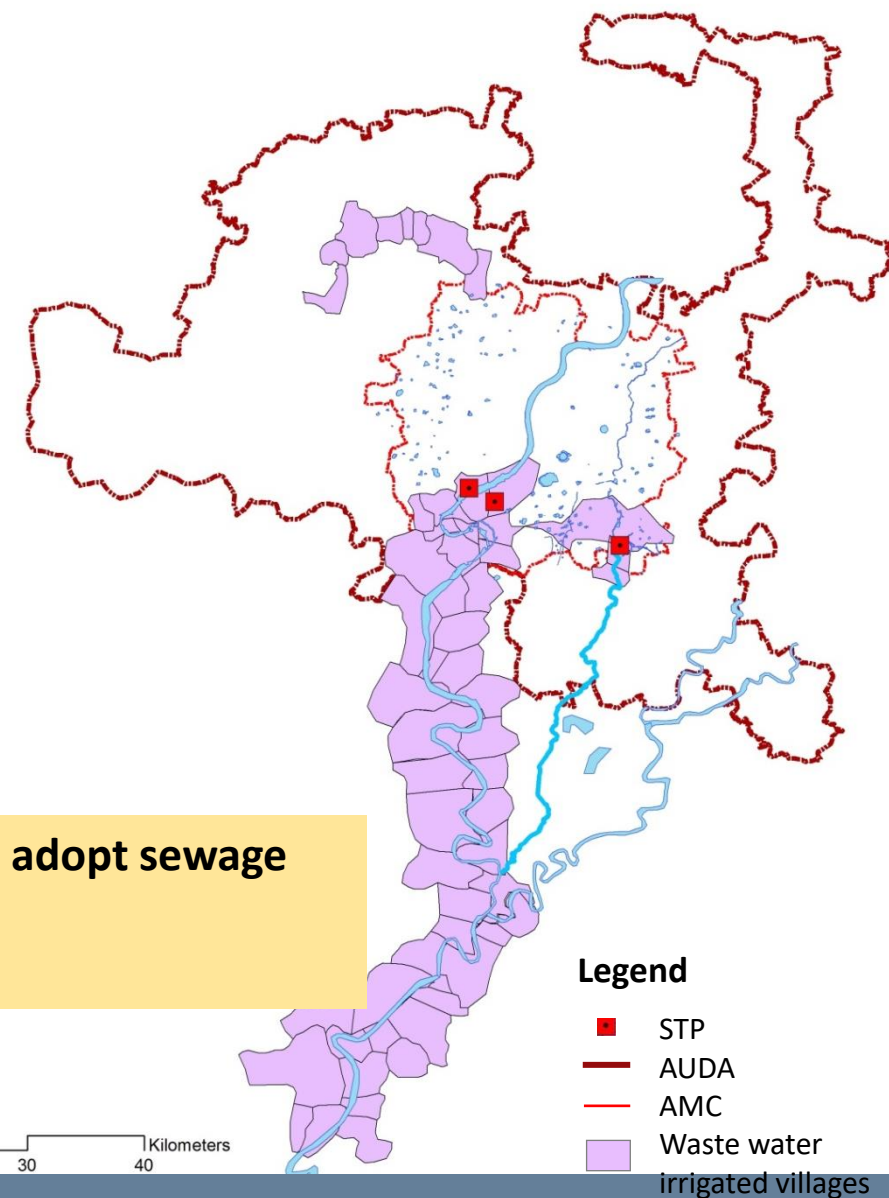 adopt sewage
Legend
STP
AUDA
AMC
Waste water
irrigated villages
Kilometers
30 40